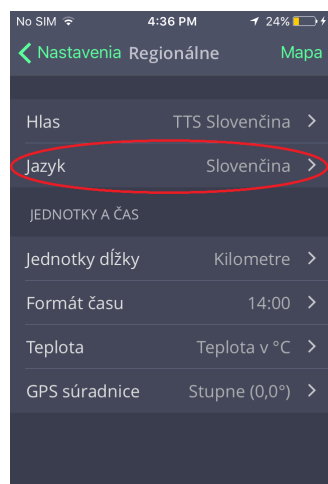 No SIM 4:36 PM 24%
Nastavenia Regionálne Mapa
Hlas TTS Slovenčina
Jazyk Slovenčina
JEDNOTKY A ČAS
Jednotky dĺžky Kilometre
Formát času 14:00
Teplota Teplota v °C
GPS súradnice Stupne (0,0°)